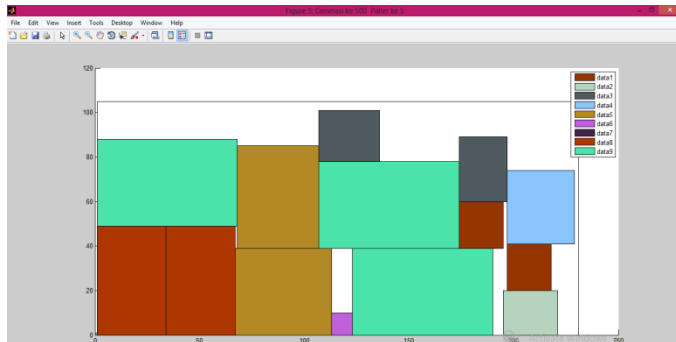 Figure 5: Generasi ke 500 Pallet ke 5
File Edit View Insert Tools Desktop Window Help
120
100
80
60
40
20
0
0 50 100 150 200 250
data1
data2
data3
data4
data5
data6
data7
data8
data9
Activate Windows